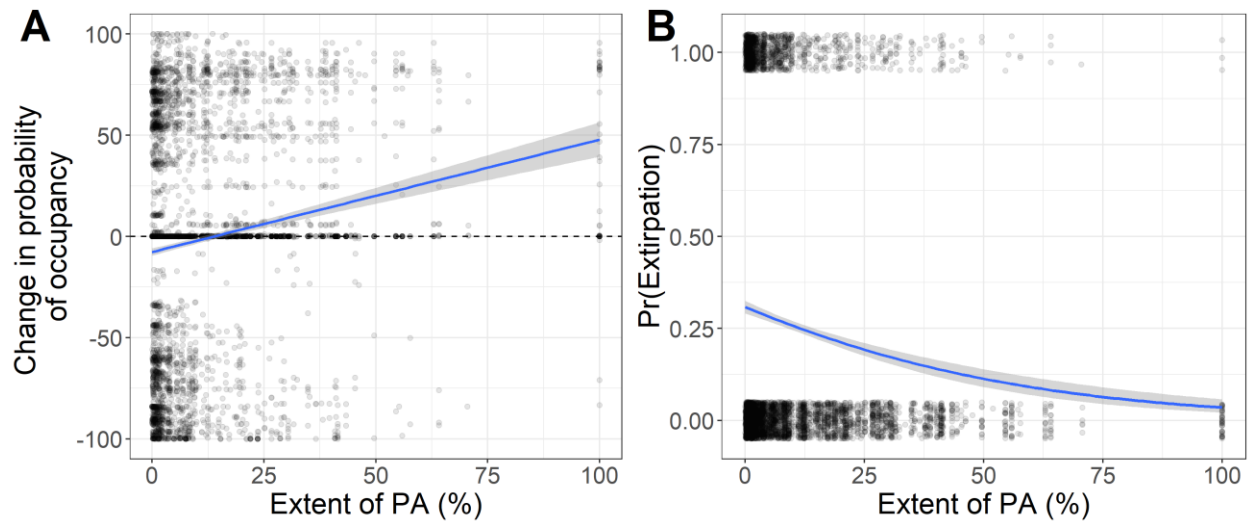 A
Change in probability
of occupancy
100
50
0
-50
-100
0
25
50
75
100
Extent of PA (%)
B
Pr(Extirpation)
1.00
0.75
0.50
0.25
0.00
0
25
50
75
100
Extent of PA (%)